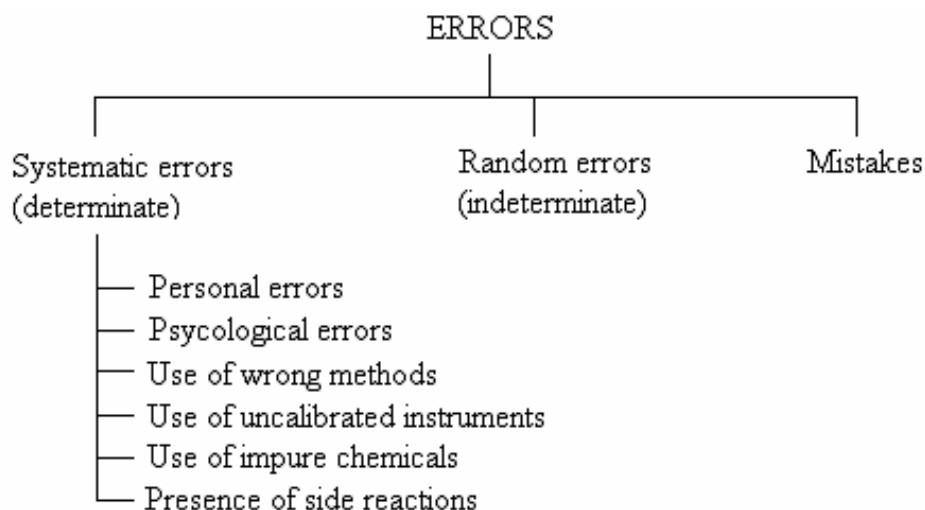 ERRORS
Systematic errors
(determinate)
Random errors
(indeterminate)
Mistakes
Personal errors
Psycological errors
Use of wrong methods
Use of uncalibrated instruments
Use of impure chemicals
Presence of side reactions